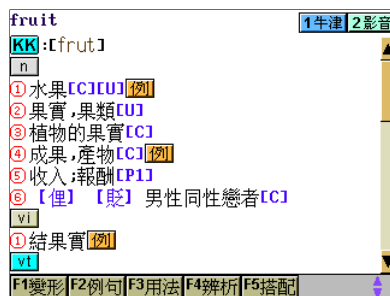 fruit 1牛津 2影音
KK:[frut]
n
①水果[C][U]例
②果實,果類[U]
③植物的果實[C]
④成果,產物[C]例
⑤收入;報酬[P1]
⑥【俚】【貶】男性同性戀者[C]
vi
①結果實例
vt
F1變形 F2例句 F3用法 F4辨析 F5搭配